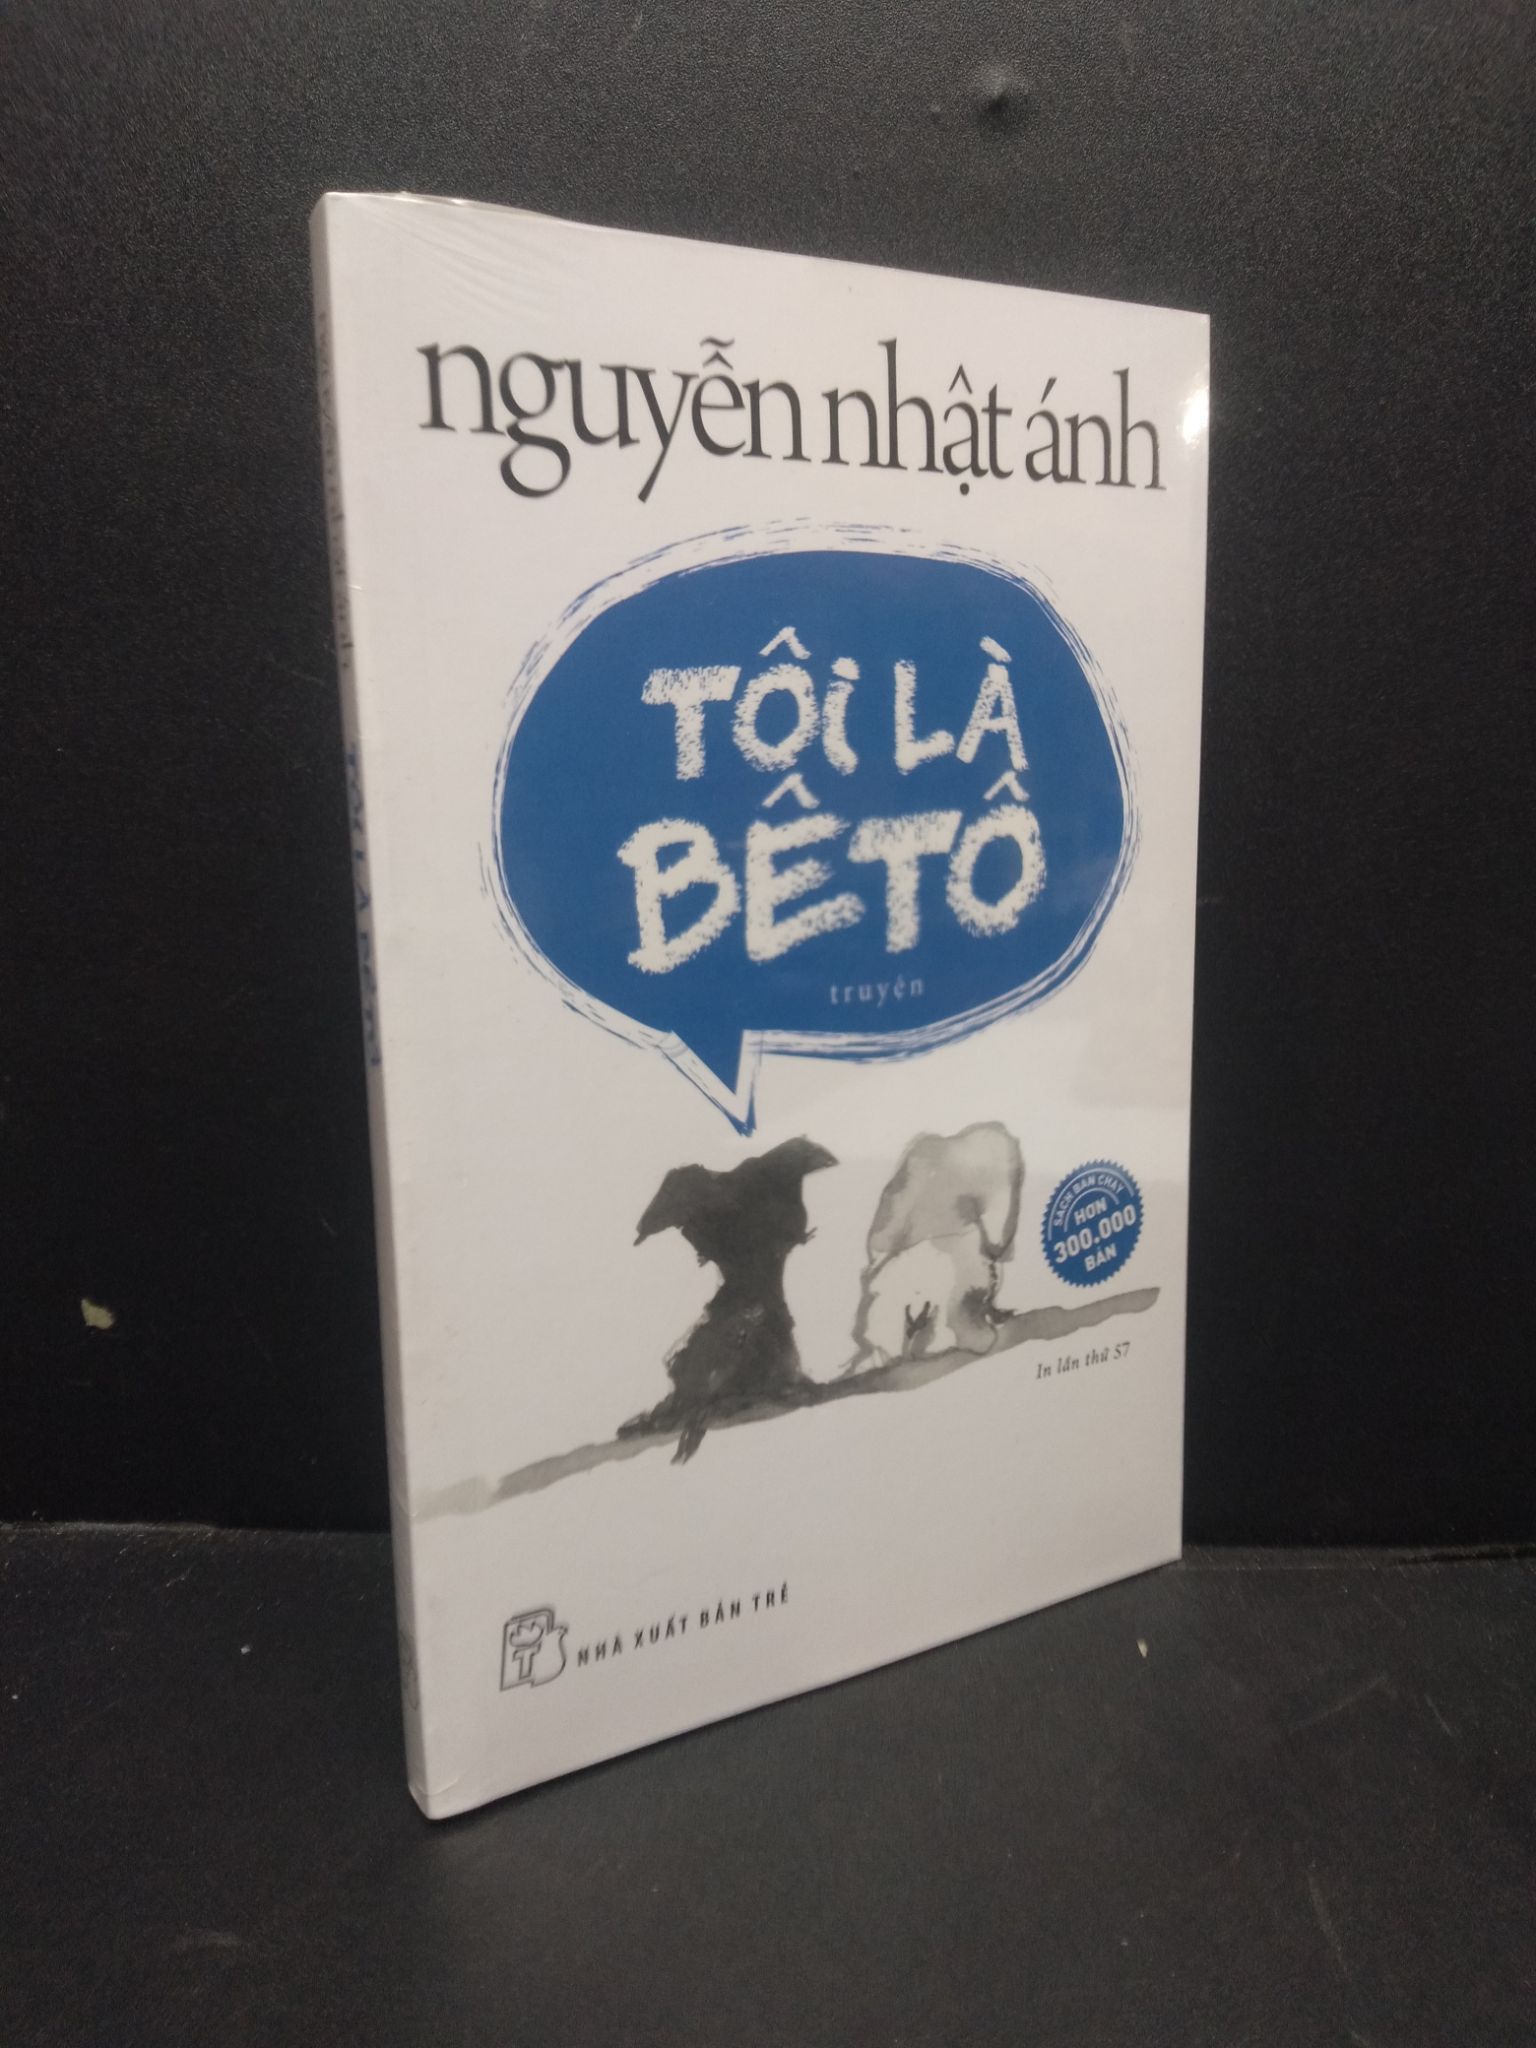 nguyễn nhật ánh
TÔI LÀ
BÊTÔ
truyện
SÁCH BÁN CHẠY
HƠN
300.000
BẢN
In lần thứ 57
NHÀ XUẤT BẢN TRẺ